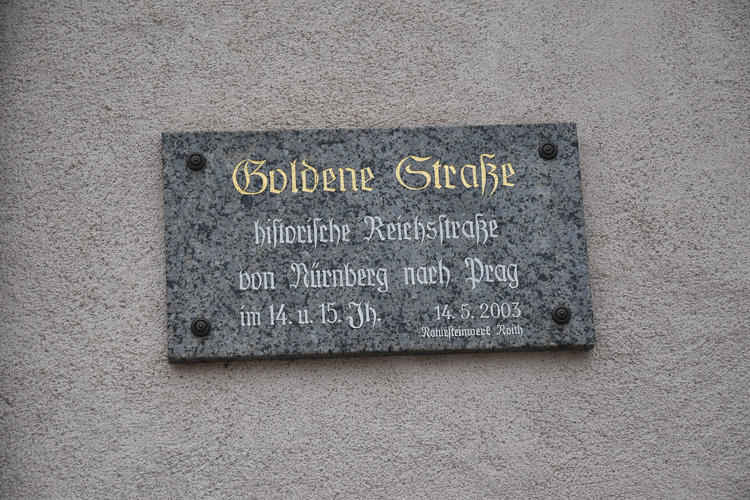 Goldene Straße
historische Reichsstraße
von Nürnberg nach Prag
im 14. u. 15. Jh. 14. 5. 2003
Natursteinwerk Roith